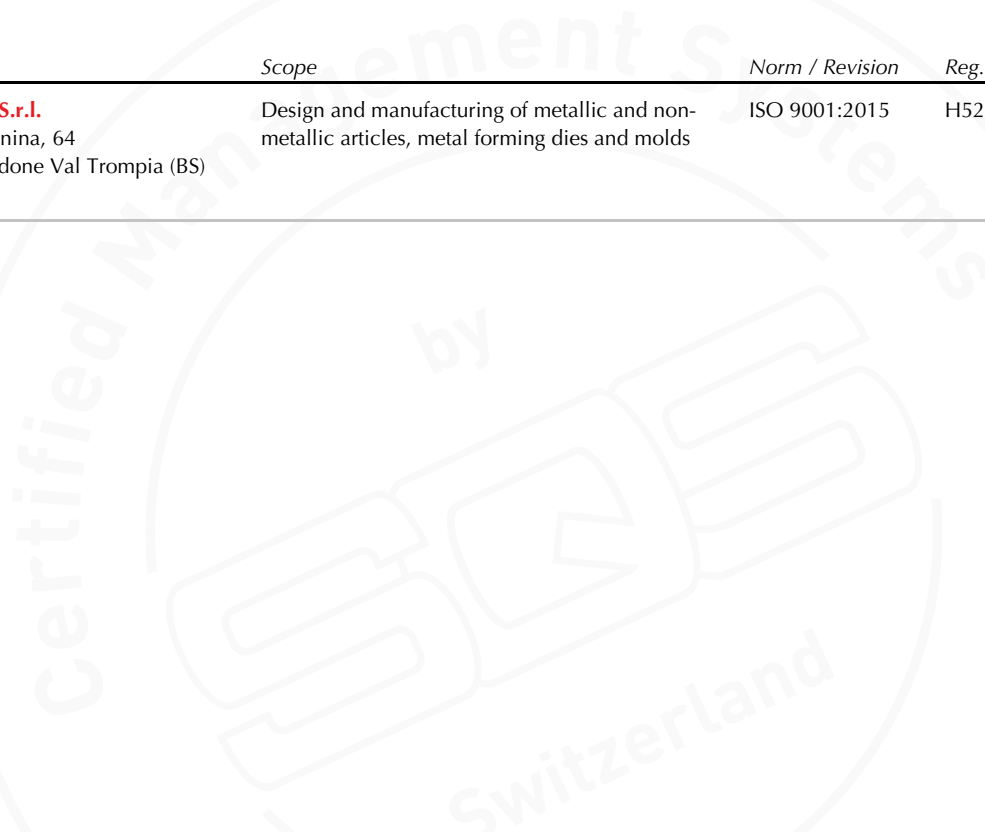 Scope Norm / Revision Reg.
S.r.l. Design and manufacturing of metallic and non- ISO 9001:2015 H52
nina, 64 metallic articles, metal forming dies and molds
done Val Trompia (BS)
Certified Management Systems
by
SQS
Switzerland